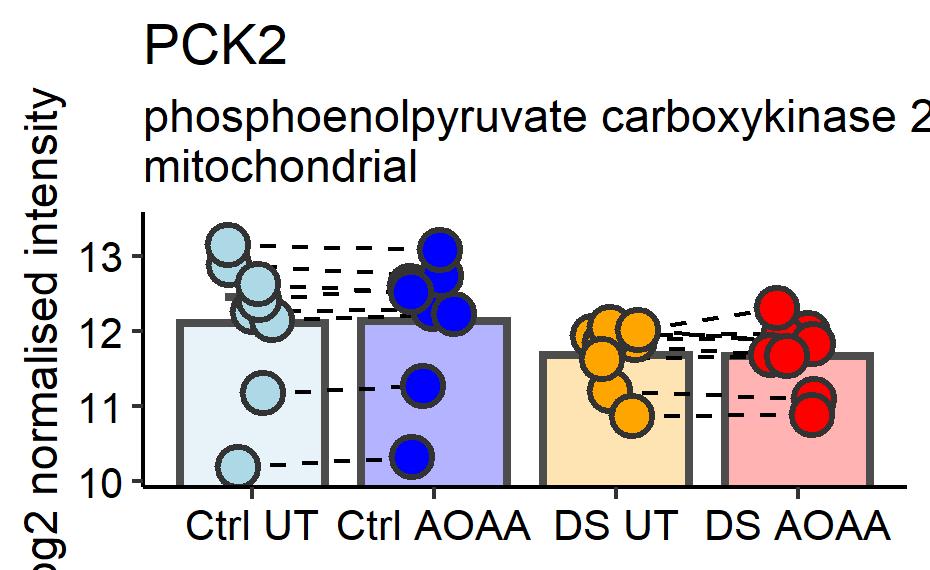 PCK2
phosphoenolpyruvate carboxykinase 2
mitochondrial
og2 normalised intensity
13
12
11
10
Ctrl UT
Ctrl AOAA
DS UT
DS AOAA